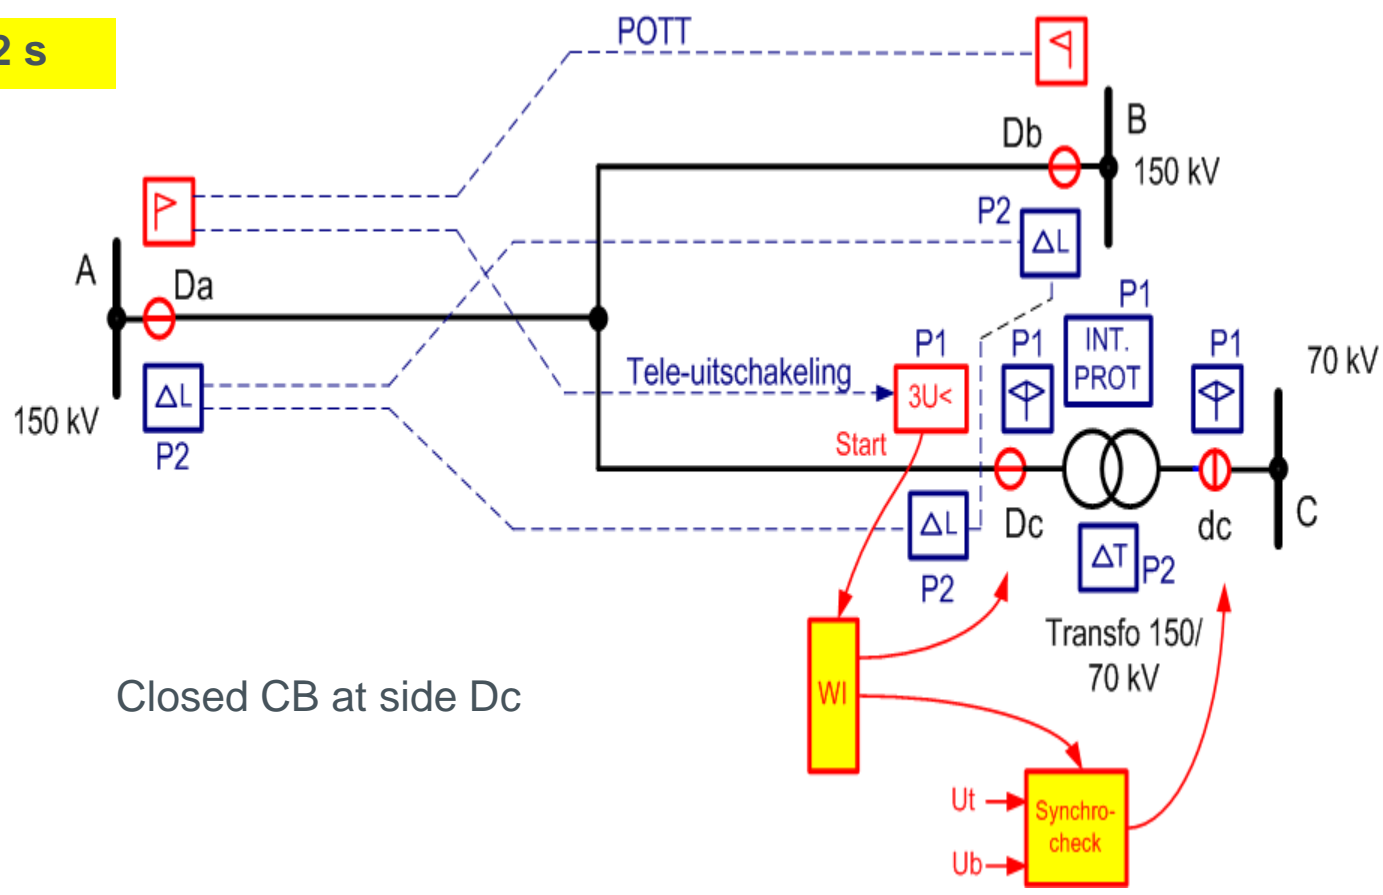 2 s
POTT
B
Db
150 kV
P2
ΔL
A
Da
P1
INT.
PROT
P1
P1
P1
70 kV
Tele-uitschakeling
3U<
ΔL
150 kV
P2
Start
ΔL
Dc
dc
C
P2
ΔT
P2
Transfo 150/
70 kV
WI
Closed CB at side Dc
Ut
Synchro-
check
Ub